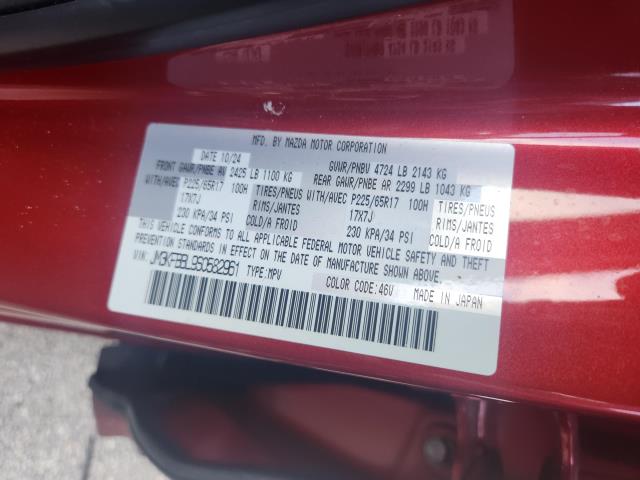 MFD. BY MAZDA MOTOR CORPORATION
DATE 10/24 GUWR/PNBV 4724 LB 2143 KG
FRONT GAWR/PNBE AV 2425 LB 1100 KG REAR GAWR/PNBE AR 2299 LB 1043 KG
WITH/AVEC P225/65R17 100H TIRES/PNEUS WITH/AVEC P225/65R17 100H TIRES/PNEUS
17X7J RIMS/JANTES 17X7J RIMS/JANTES
230 KPA/34 PSI COLD/A FROID 230 KPA/34 PSI COLD/A FROID
THIS VEHICLE CONFORMS TO ALL APPLICABLE FEDERAL MOTOR VEHICLE SAFETY AND THEFT
PREVENTION STANDARDS IN EFFECT ON THE DATE OF MANUFACTURE SHOWN ABOVE.
VIN: JM3KFBBL9S0582961 TYPE:MPV
COLOR CODE:46V MADE IN JAPAN